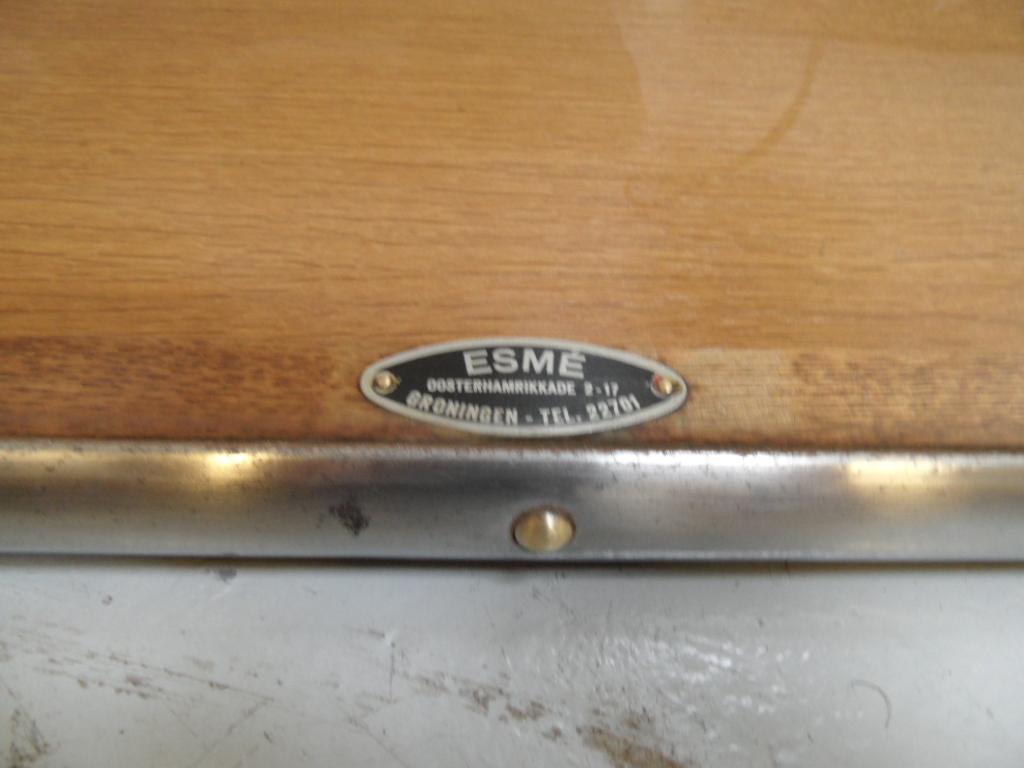 ESMÉ
OOSTERHAMRIKKADE 2-17
GRONINGEN - TEL. 22701